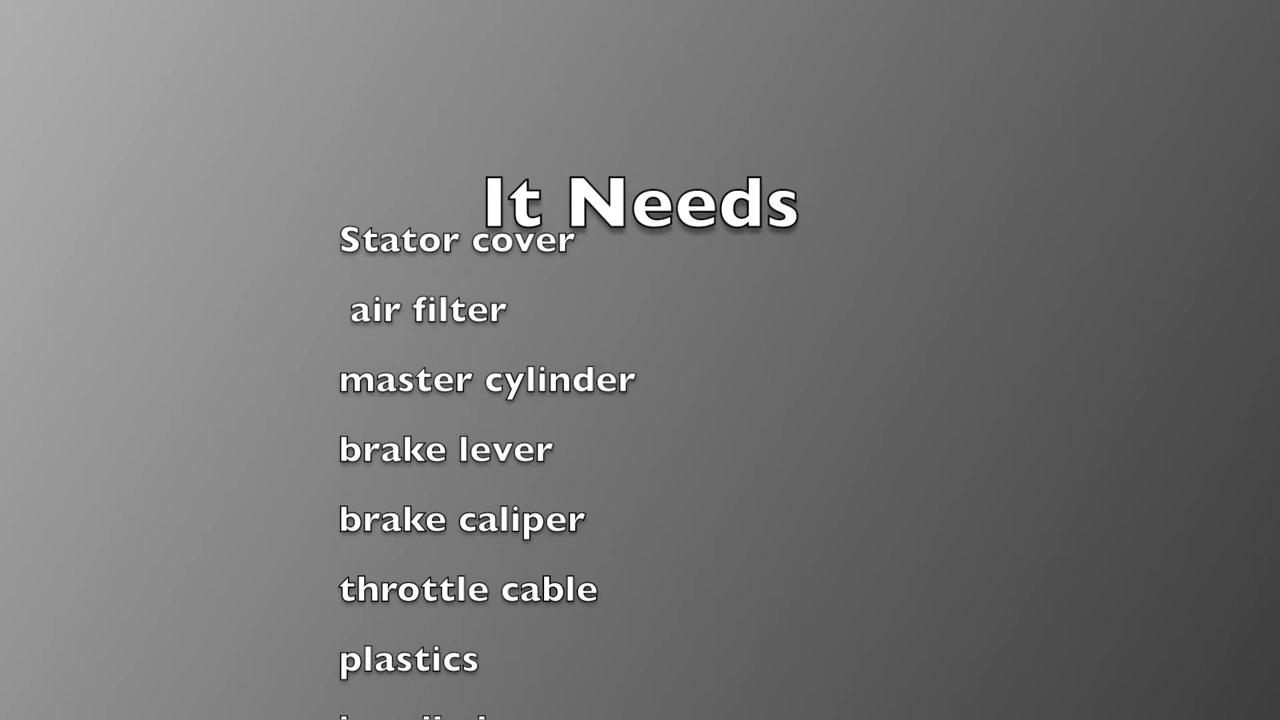 It Needs
Stator cover
air filter
master cylinder
brake lever
brake caliper
throttle cable
plastics